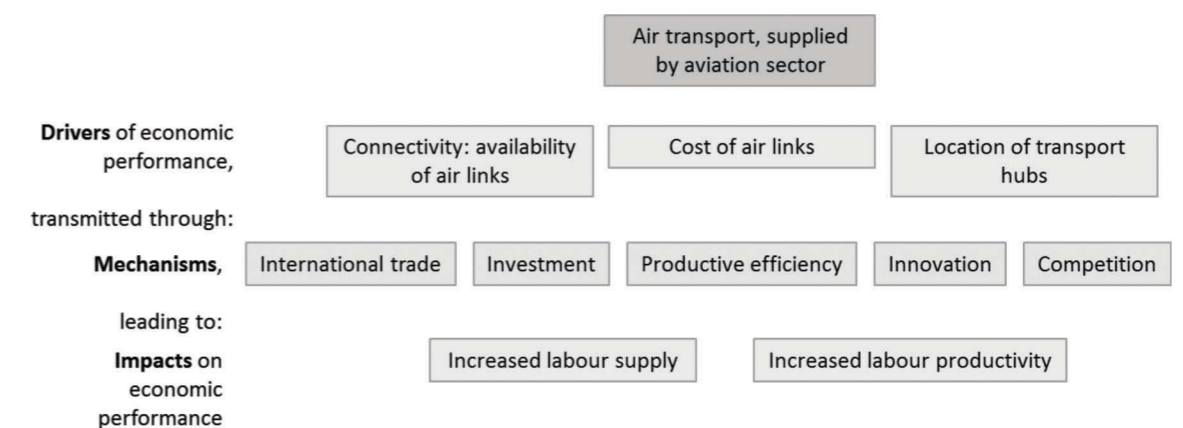 Air transport, supplied
by aviation sector
Drivers of economic
performance,
Connectivity: availability
of air links
Cost of air links
Location of transport
hubs
transmitted through:
Mechanisms,
International trade
Investment
Productive efficiency
Innovation
Competition
leading to:
Impacts on
economic
performance
Increased labour supply
Increased labour productivity